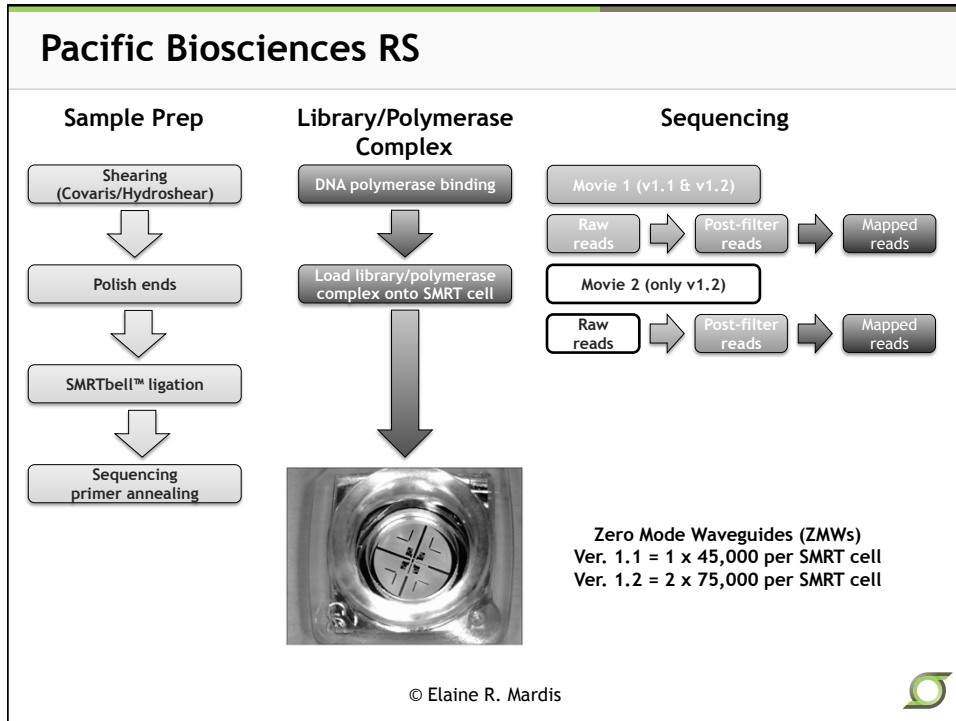 Pacific Biosciences RS
Sample Prep
Shearing
(Covaris/Hydroshear)
Polish ends
SMRTbell™ ligation
Sequencing
primer annealing
Library/Polymerase
Complex
DNA polymerase binding
Load library/polymerase
complex onto SMRT cell
Sequencing
Movie 1 (v1.1 & v1.2)
Raw
reads
Post-filter
reads
Mapped
reads
Movie 2 (only v1.2)
Raw
reads
Post-filter
reads
Mapped
reads
Zero Mode Waveguides (ZMWs)
Ver. 1.1 = 1 x 45,000 per SMRT cell
Ver. 1.2 = 2 x 75,000 per SMRT cell
© Elaine R. Mardis